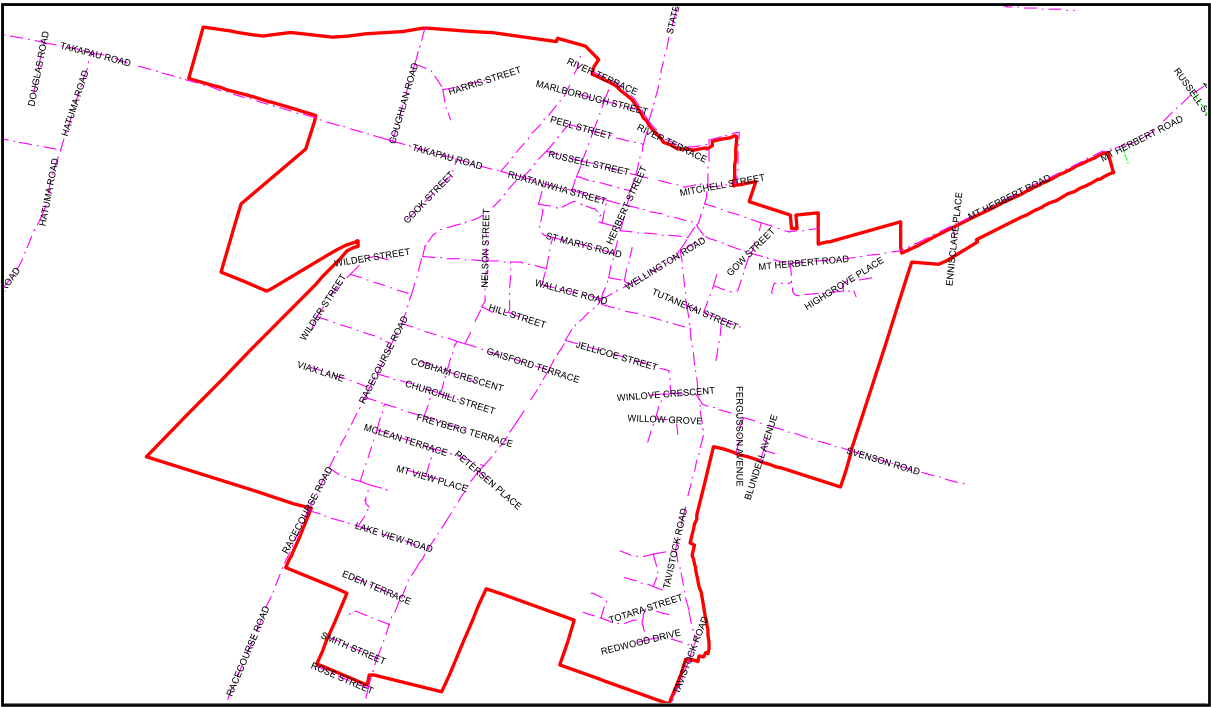 STATE
DOUGLAS ROAD
TAKAPAU ROAD
HATUMA ROAD
COUGHLAN ROAD
HARRIS STREET
RIVER TERRACE
MARLBOROUGH STREET
RUSSELL S
PEEL STREET
RIVER TERRACE
MT HERBERT ROAD
TAKAPAU ROAD
RUSSELL STREET
HATUMA ROAD
COOK STREET
RUATANIWHA STREET
HERBERT STREET
MITCHELL STREET
MT HERBERT ROAD
ENNISCLARE PLACE
NELSON STREET
ST MARYS ROAD
WELLINGTON ROAD
GOW STREET
WILDER STREET
MT HERBERT ROAD
HIGHGROVE PLACE
ROAD
WALLACE ROAD
TUTANEKAI STREET
WILDER STREET
HILL STREET
RACECOURSE ROAD
GAISFORD TERRACE
JELLICOE STREET
VIAX LANE
COBHAM CRESCENT
CHURCHILL STREET
WINLOVE CRESCENT
FERGUSSON AVENUE
FREYBERG TERRACE
WILLOW GROVE
MCLEAN TERRACE
BLUNDELL AVENUE
SVENSON ROAD
MT VIEW PLACE
PETERSEN PLACE
RACECOURSE ROAD
LAKE VIEW ROAD
TAVISTOCK ROAD
EDEN TERRACE
TOTARA STREET
RACECOURSE ROAD
SMITH STREET
REDWOOD DRIVE
TAVISTOCK ROAD
ROSE STREET